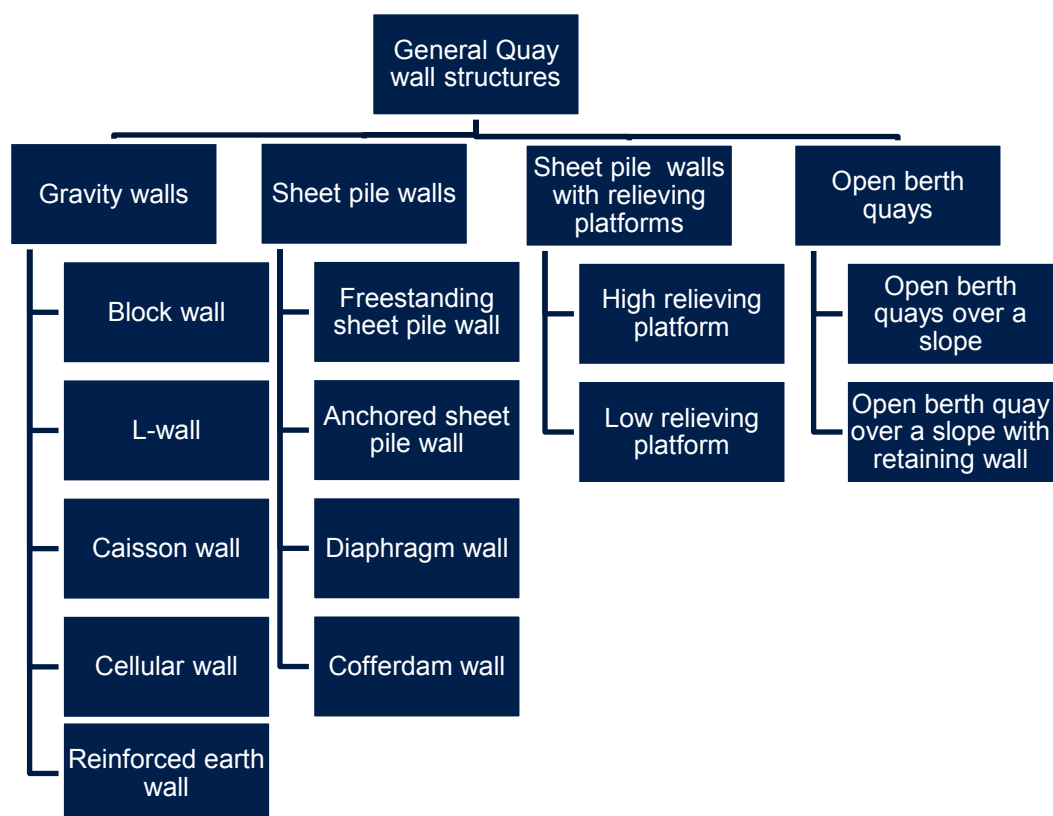 General Quay
wall structures
Gravity walls
Sheet pile walls
Sheet pile walls
with relieving
platforms
Open berth
quays
Block wall
L-wall
Caisson wall
Cellular wall
Reinforced earth
wall
Freestanding
sheet pile wall
Anchored sheet
pile wall
Diaphragm wall
Cofferdam wall
High relieving
platform
Low relieving
platform
Open berth
quays over a
slope
Open berth quay
over a slope with
retaining wall